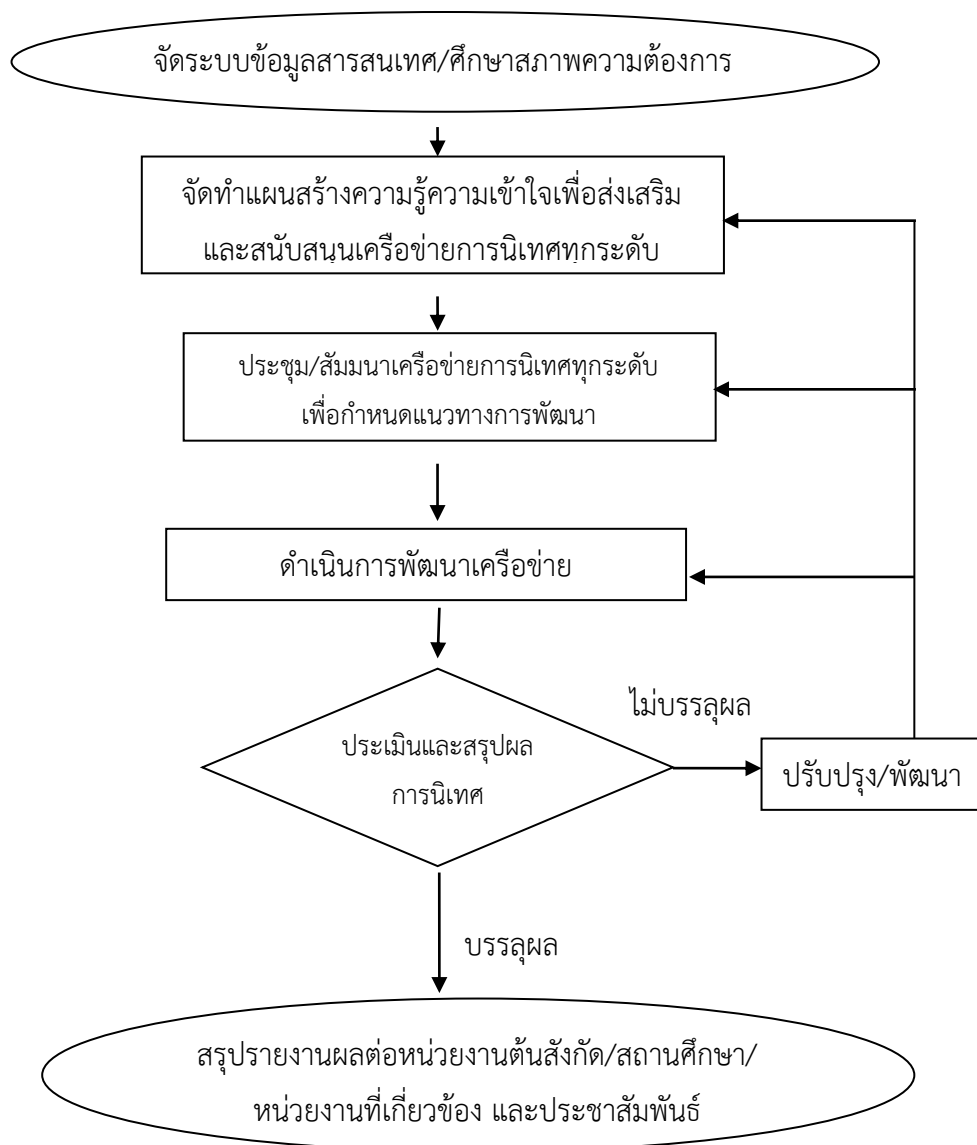 จัดระบบข้อมูลสารสนเทศ/ศึกษาสภาพความต้องการ
จัดทำแผนสร้างความรู้ความเข้าใจเพื่อส่งเสริม
และสนับสนุนเครือข่ายการนิเทศทุกระดับ
ประชุม/สัมมนาเครือข่ายการนิเทศทุกระดับ
เพื่อกำหนดแนวทางการพัฒนา
ดำเนินการพัฒนาเครือข่าย
ไม่บรรลุผล
ประเมินและสรุปผล
การนิเทศ
ปรับปรุง/พัฒนา
บรรลุผล
สรุปรายงานผลต่อหน่วยงานต้นสังกัด/สถานศึกษา/
หน่วยงานที่เกี่ยวข้อง และประชาสัมพันธ์